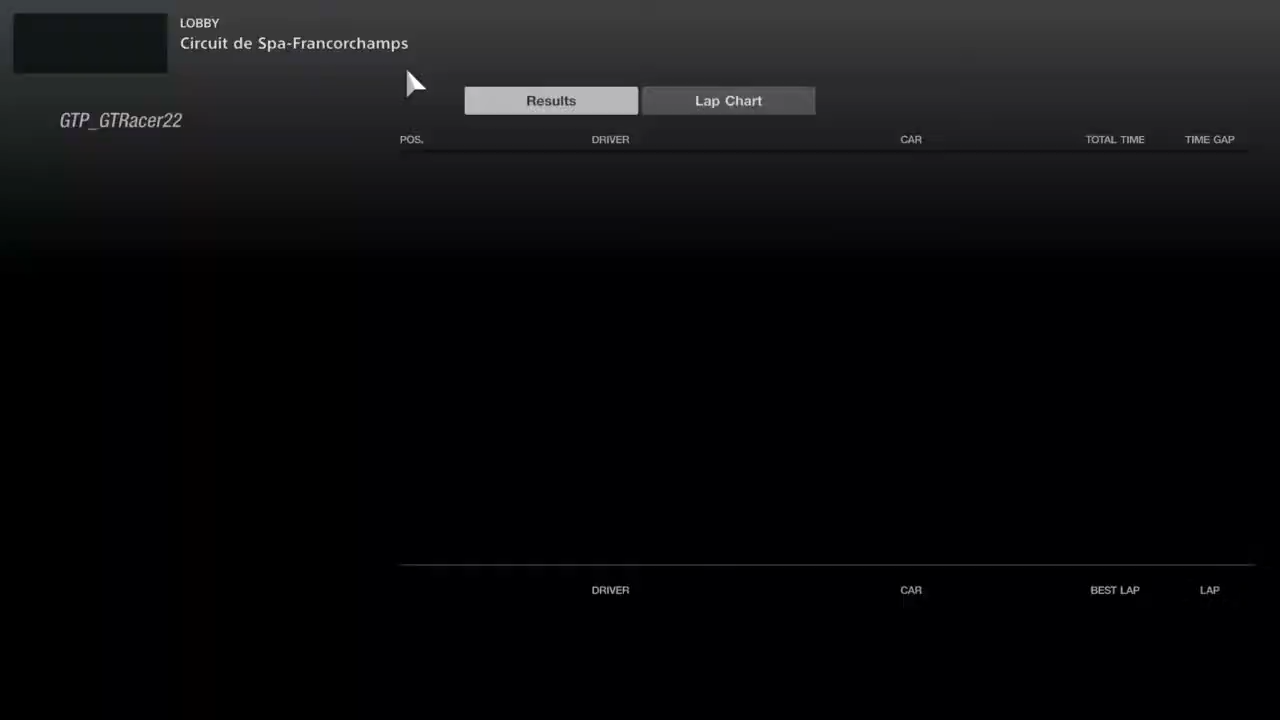 LOBBY
Circuit de Spa-Francorchamps
Results Lap Chart
GTP_GTRacer22
POS. DRIVER CAR TOTAL TIME TIME GAP
DRIVER CAR BEST LAP LAP